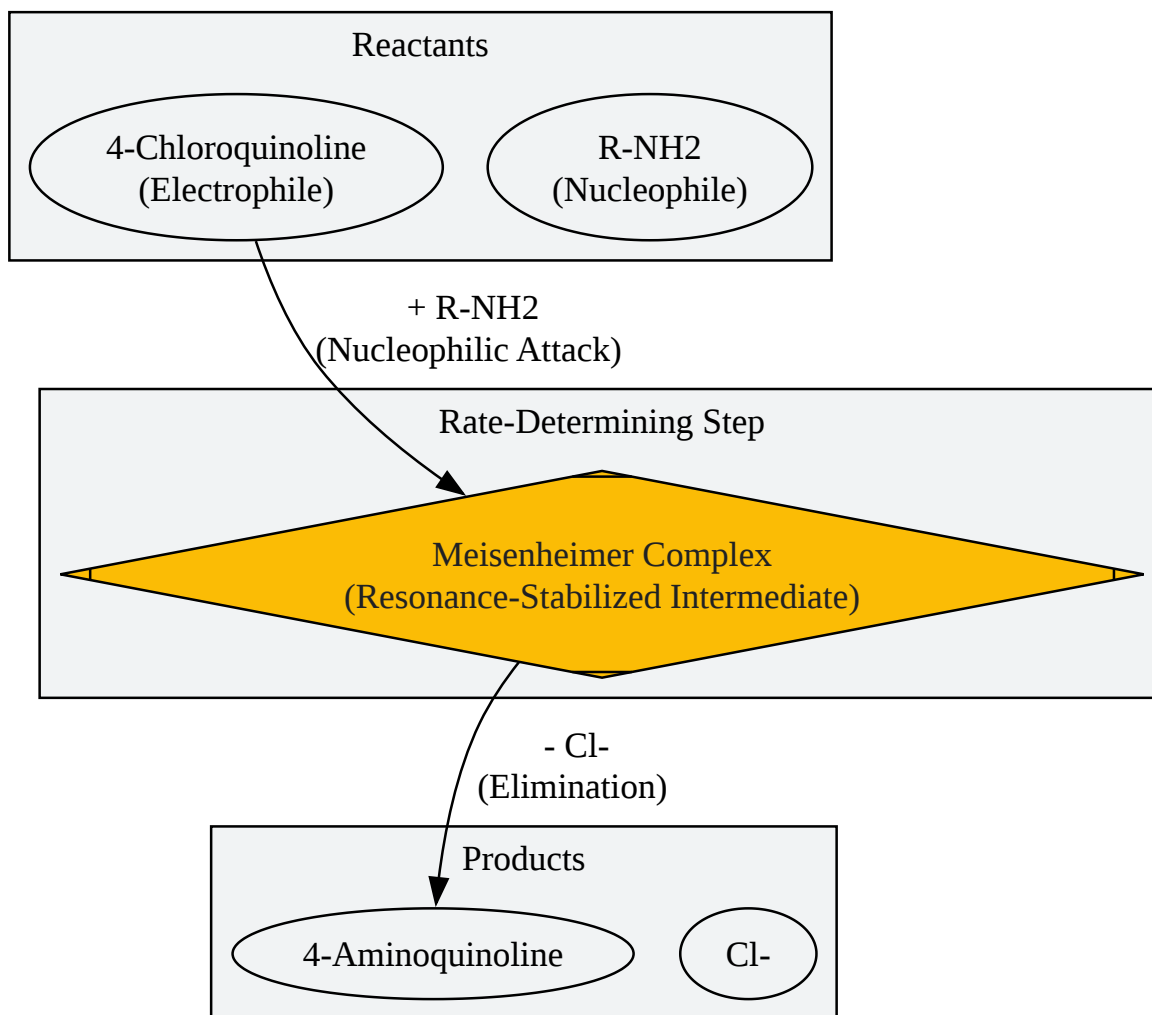 Reactants
4-Chloroquinoline
(Electrophile)
R-NH2
(Nucleophile)
+ R-NH2
(Nucleophilic Attack)
Rate-Determining Step
Meisenheimer Complex
(Resonance-Stabilized Intermediate)
- Cl-
(Elimination)
Products
4-Aminoquinoline
Cl-